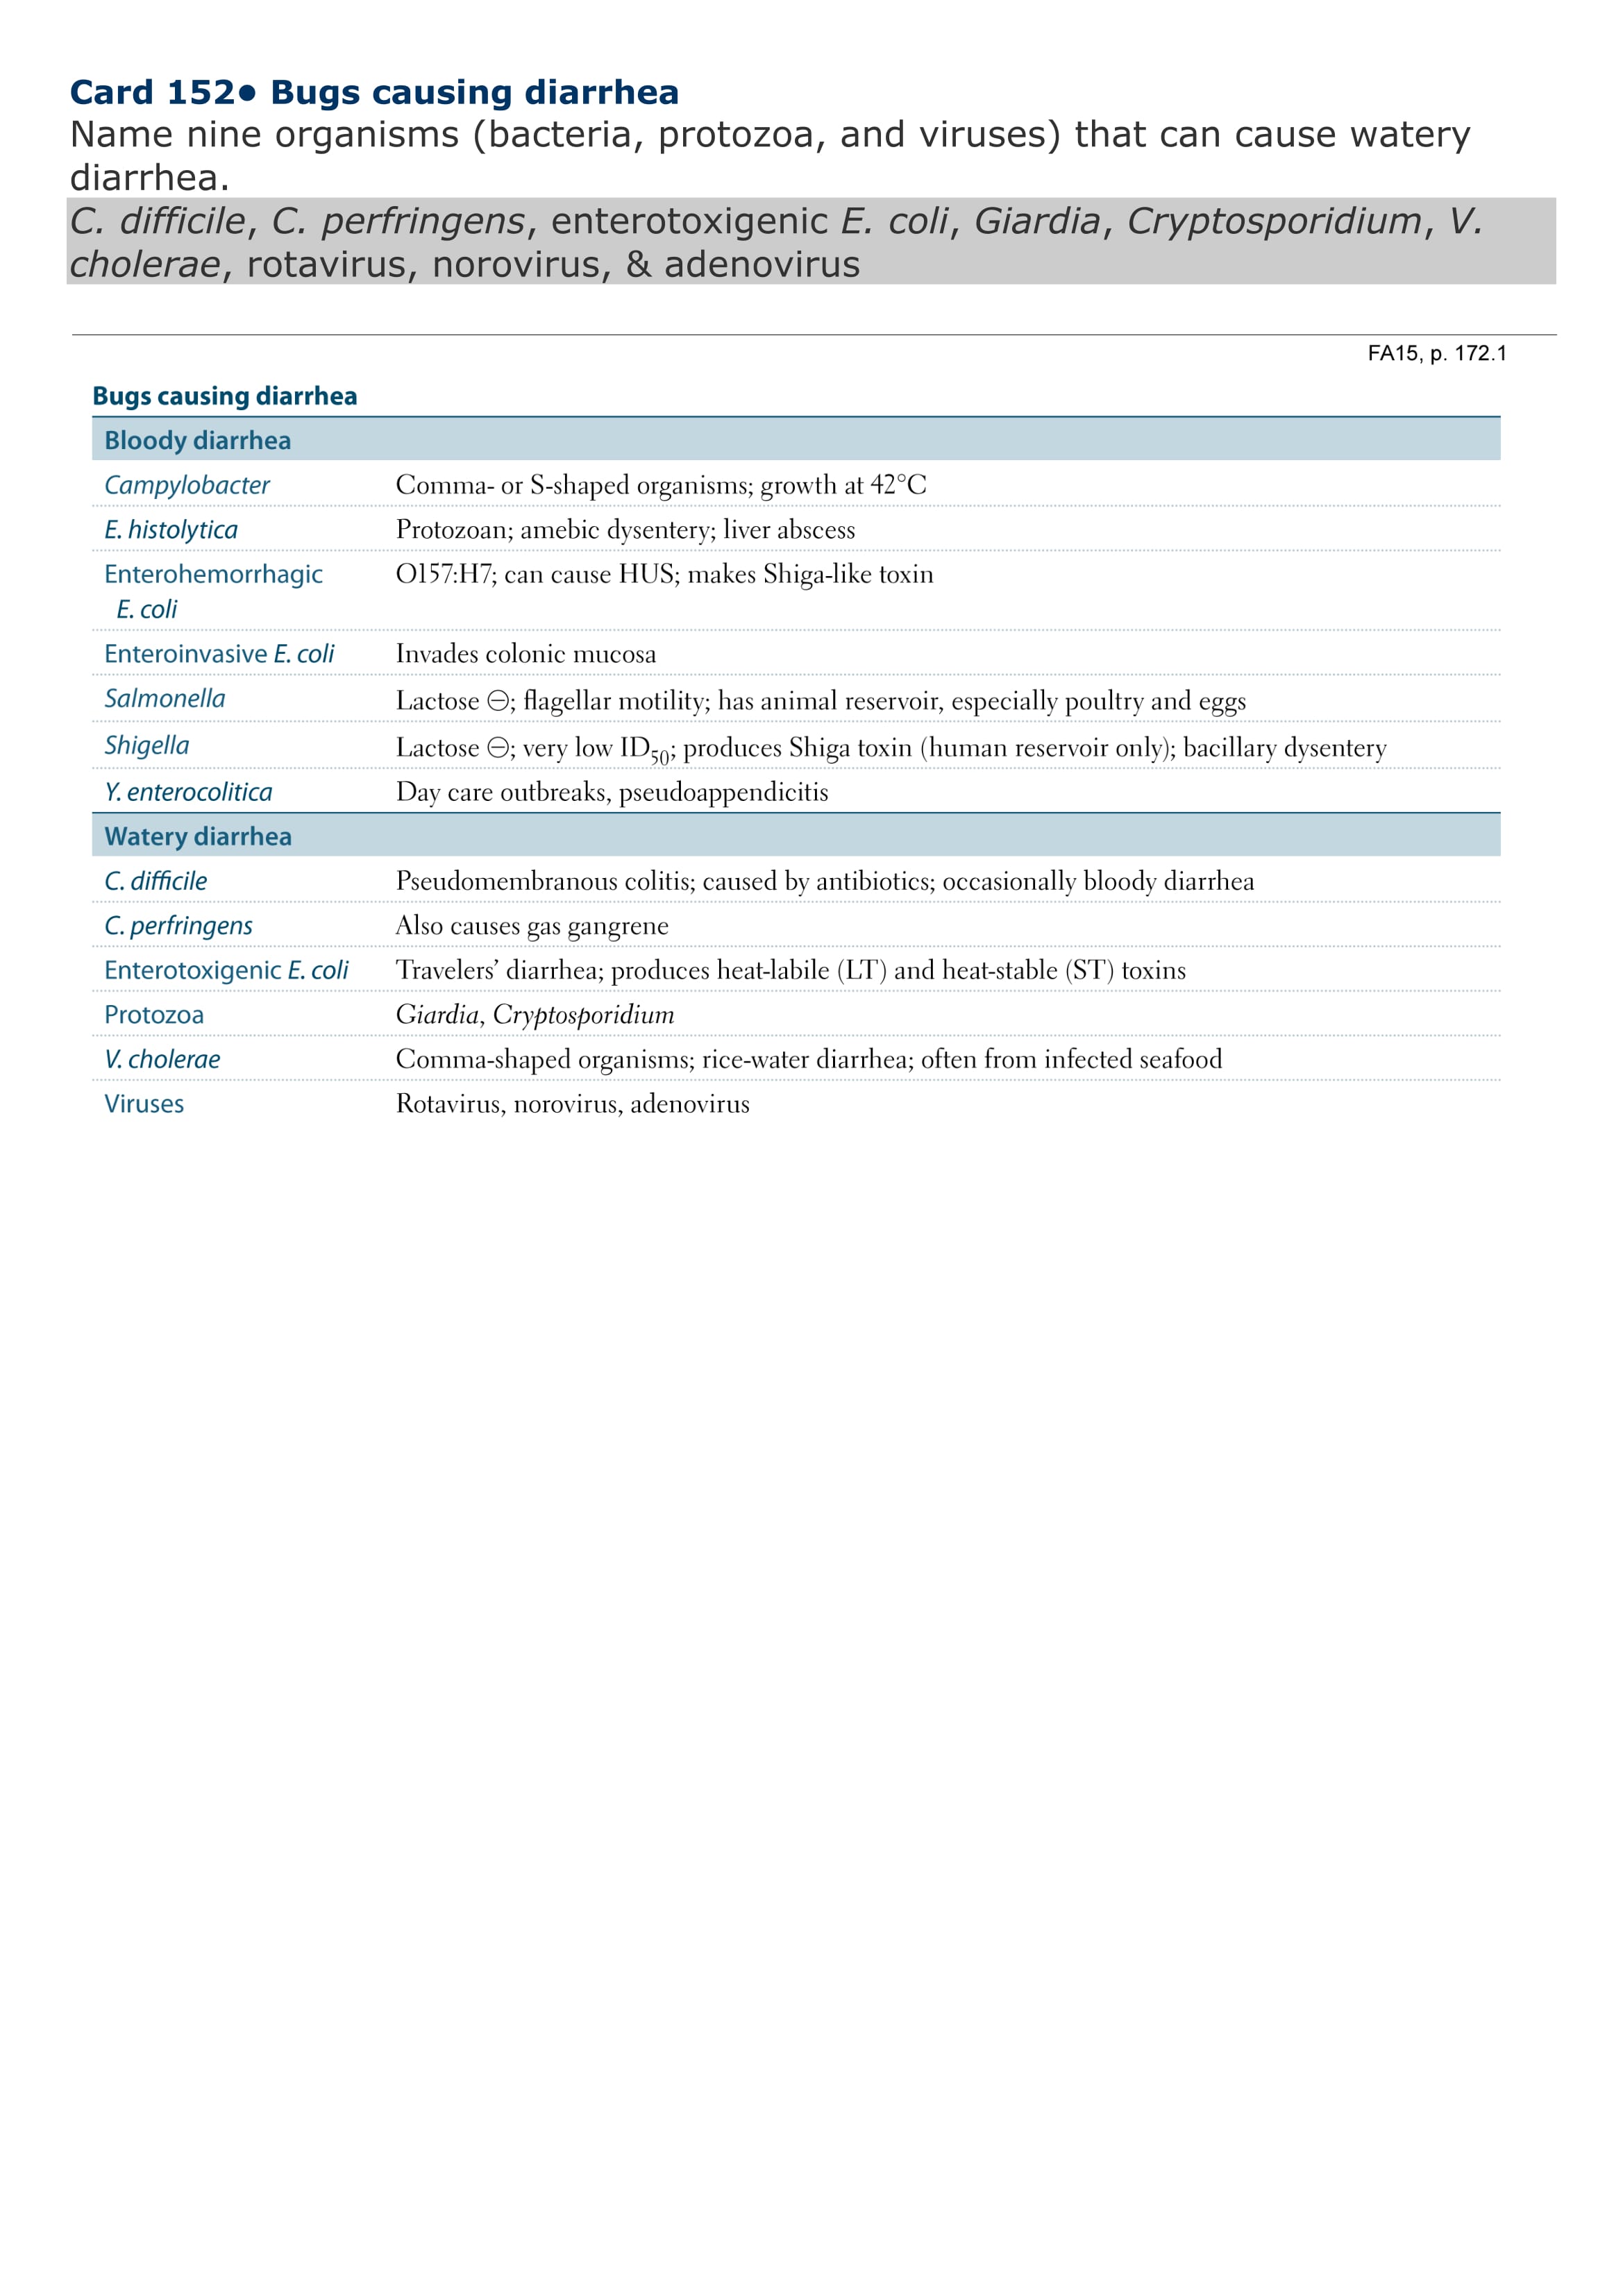 Card 152● Bugs causing diarrhea
Name nine organisms (bacteria, protozoa, and viruses) that can cause watery
diarrhea.
C. difficile, C. perfringens, enterotoxigenic E. coli, Giardia, Cryptosporidium, V.
cholerae, rotavirus, norovirus, & adenovirus
FA15, p. 172.1
Bugs causing diarrhea
Bloody diarrhea
Campylobacter Comma- or S-shaped organisms; growth at 42°C
E. histolytica Protozoan; amebic dysentery; liver abscess
Enterohemorrhagic O157:H7; can cause HUS; makes Shiga-like toxin
E. coli
Enteroinvasive E. coli Invades colonic mucosa
Salmonella Lactose ⊖; flagellar motility; has animal reservoir, especially poultry and eggs
Shigella Lactose ⊖; very low ID50; produces Shiga toxin (human reservoir only); bacillary dysentery
Y. enterocolitica Day care outbreaks, pseudoappendicitis
Watery diarrhea
C. difficile Pseudomembranous colitis; caused by antibiotics; occasionally bloody diarrhea
C. perfringens Also causes gas gangrene
Enterotoxigenic E. coli Travelers’ diarrhea; produces heat-labile (LT) and heat-stable (ST) toxins
Protozoa Giardia, Cryptosporidium
V. cholerae Comma-shaped organisms; rice-water diarrhea; often from infected seafood
Viruses Rotavirus, norovirus, adenovirus